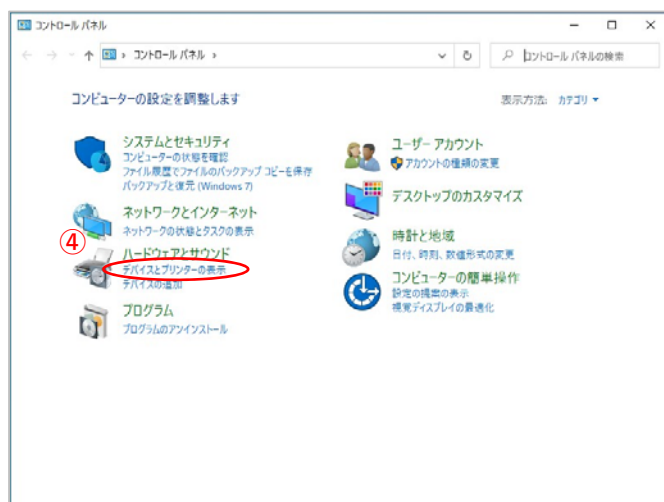 コントロール パネル
コントロール パネル
コントロール パネルの検索
コンピューターの設定を調整します
表示方法: カテゴリ
システムとセキュリティ
コンピューターの状態を確認
ファイル履歴でファイルのバックアップ コピーを保存
バックアップと復元 (Windows 7)
ネットワークとインターネット
ネットワークの状態とタスクの表示
④
ハードウェアとサウンド
デバイスとプリンターの表示
デバイスの追加
プログラム
プログラムのアンインストール
ユーザー アカウント
アカウントの種類の変更
デスクトップのカスタマイズ
時計と地域
日付、時刻、数値形式の変更
コンピューターの簡単操作
設定の提案の表示
視覚ディスプレイの最適化